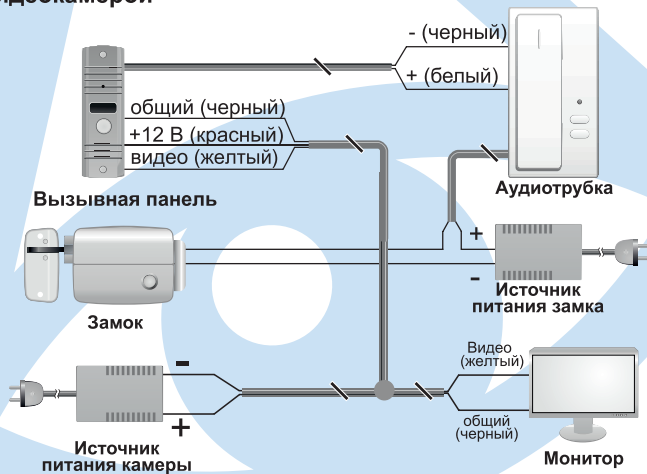 - (черный)
+ (белый)
общий (черный)
+12 В (красный)
видео (желтый)
Вызывная панель
Аудиотрубка
+
-
Источник
питания замка
Замок
Видео
(желтый)
-
+
общий
(черный)
Источник
питания камеры
Монитор